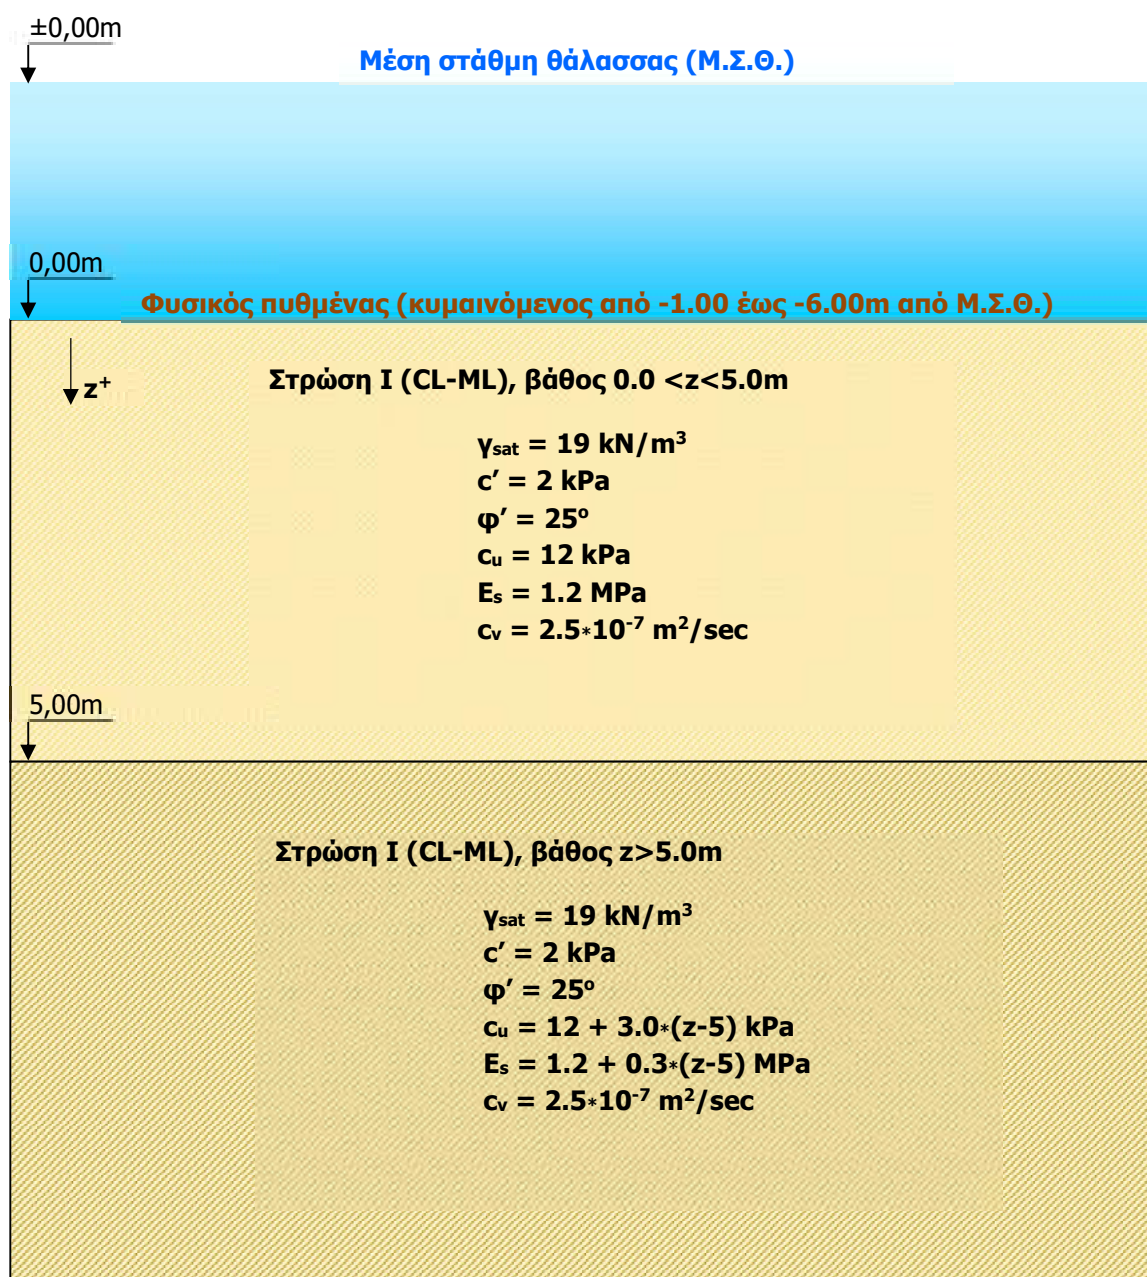 ±0,00m
Μέση στάθμη θάλασσας (Μ.Σ.Θ.)
0,00m
Φυσικός πυθμένας (κυμαινόμενος από -1.00 έως -6.00m από Μ.Σ.Θ.)
z⁺
Στρώση Ι (CL-ML), βάθος 0.0 <z<5.0m
γsat = 19 kN/m³
c′ = 2 kPa
φ′ = 25º
cu = 12 kPa
Es = 1.2 MPa
cv = 2.5*10⁻⁷ m²/sec
5,00m
Στρώση Ι (CL-ML), βάθος z>5.0m
γsat = 19 kN/m³
c′ = 2 kPa
φ′ = 25º
cu = 12 + 3.0*(z-5) kPa
Es = 1.2 + 0.3*(z-5) MPa
cv = 2.5*10⁻⁷ m²/sec